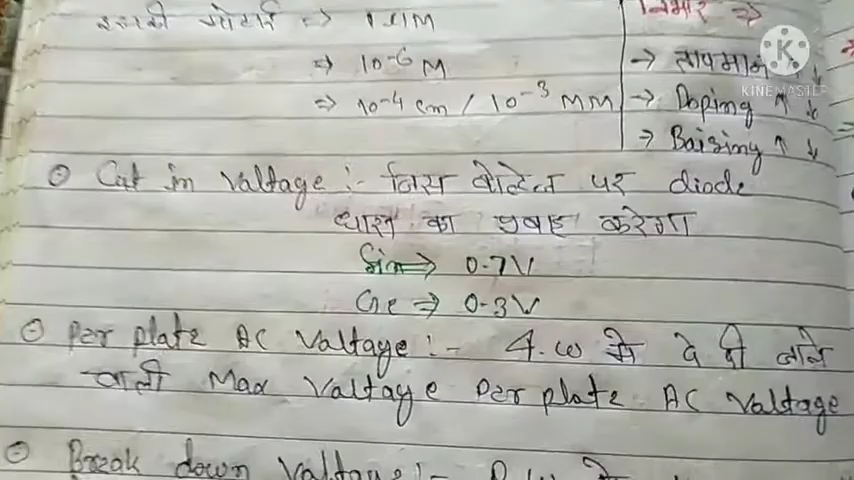 इसकी मोटाई ⇒ 1 μM
⇒ 10-6 M
⇒ 10-4 cm / 10-3 MM
निर्भर ⇒
→ तापमान ↓
→ Doping ↑ ↓
→ Baising ↑ ↓
KINEMASTER
⊙ Cut in Valtage :- जिस वोल्टेज पर diode
धारा का प्रवाह करेगा
⇒ 0.7V
Ge ⇒ 0.3V
⊙ Per plate AC Valtage :- 4.W में दी जाने
वाली Max Valtage Per plate AC Valtage
⊙ Break down Valtage :-